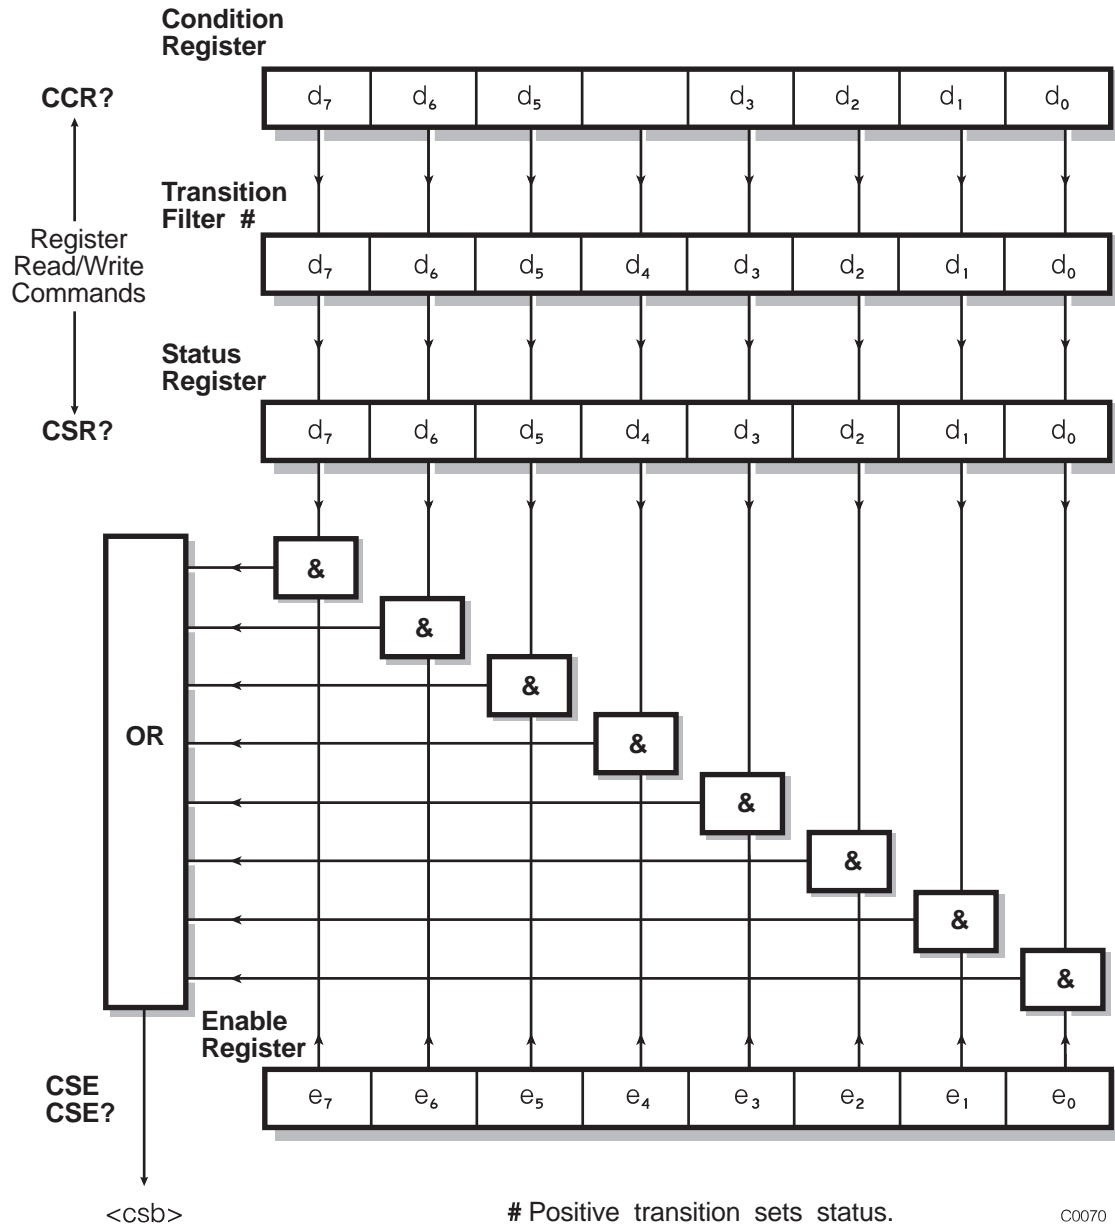 Condition
Register
CCR?
d₇ d₆ d₅ d₃ d₂ d₁ d₀
Transition
Filter #
Register
Read/Write
Commands
d₇ d₆ d₅ d₄ d₃ d₂ d₁ d₀
Status
Register
CSR?
d₇ d₆ d₅ d₄ d₃ d₂ d₁ d₀
&
&
&
&
OR
&
&
&
&
Enable
Register
CSE
CSE?
e₇ e₆ e₅ e₄ e₃ e₂ e₁ e₀
<csb>
# Positive transition sets status.
C0070